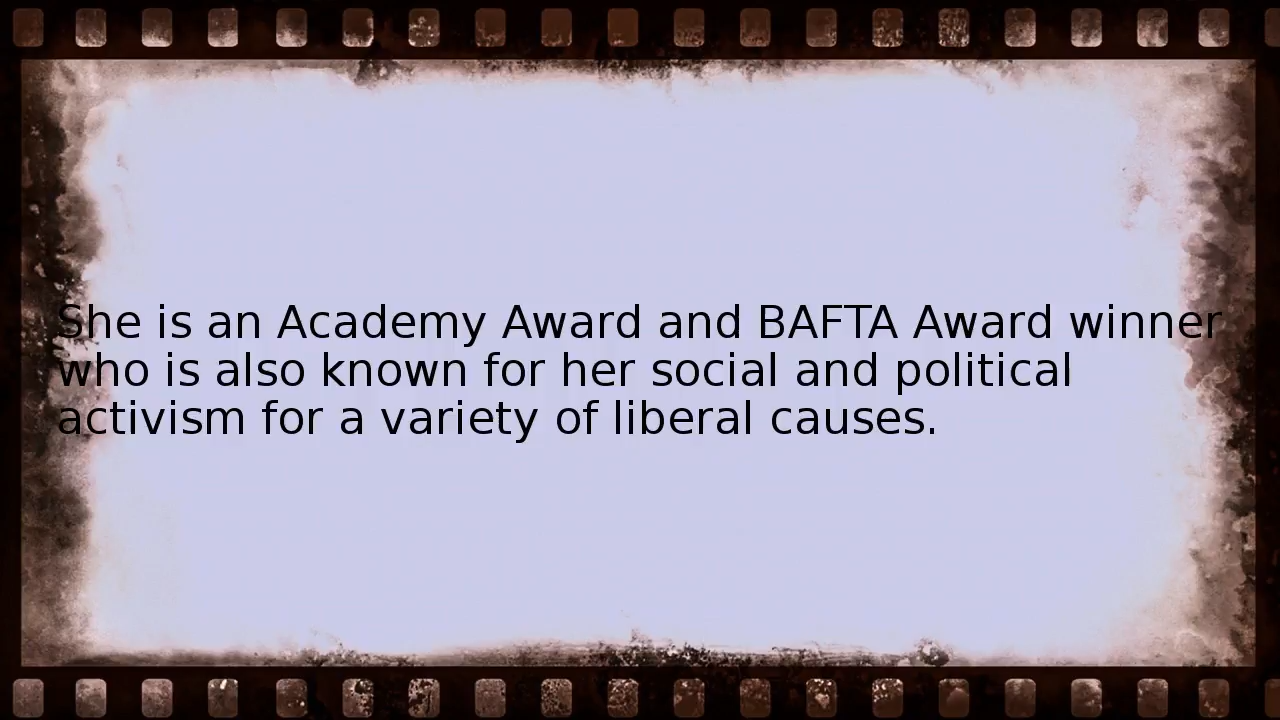 She is an Academy Award and BAFTA Award winner
who is also known for her social and political
activism for a variety of liberal causes.